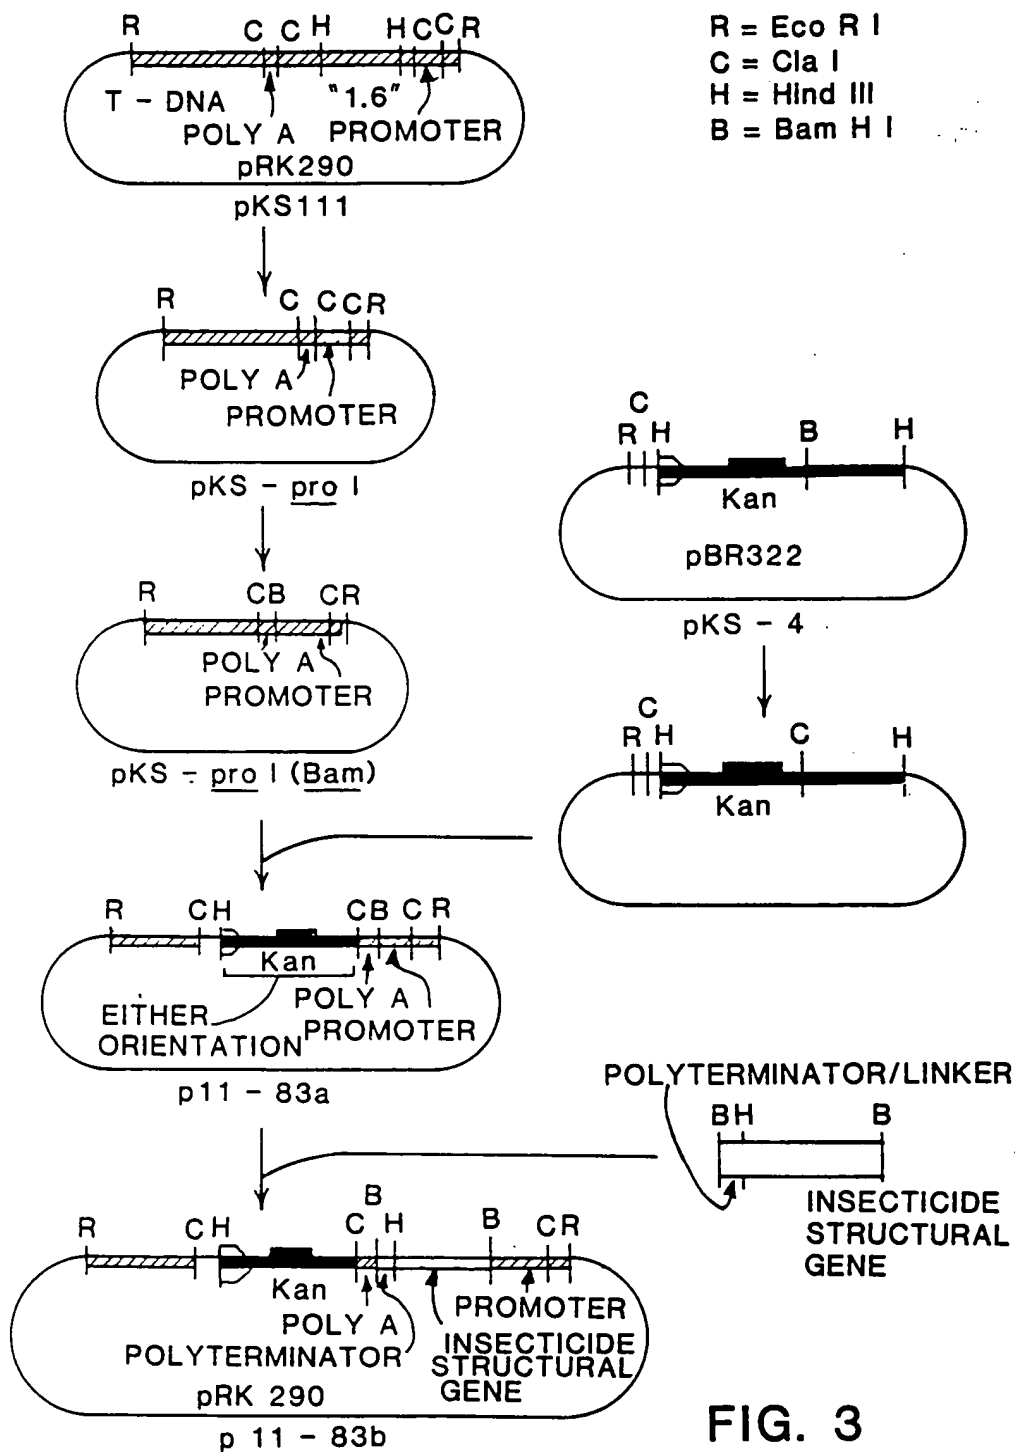 R C C H H C C R
T - DNA "1.6"
POLY A PROMOTER
pRK290
pKS111
R = Eco R I
C = Cla I
H = Hind III
B = Bam H I
R C C C R
POLY A
PROMOTER
pKS - pro I
R C B C R
POLY A
PROMOTER
pKS - pro I (Bam)
C
R H B H
Kan
pBR322
pKS - 4
C
R H C H
Kan
R C H C B C R
Kan
EITHER
ORIENTATION
POLY A
PROMOTER
p11 - 83a
POLYTERMINATOR/LINKER
B H B
INSECTICIDE
STRUCTURAL
GENE
B
R C H C H B C R
Kan
POLY A
PROMOTER
POLYTERMINATOR
INSECTICIDE
STRUCTURAL
GENE
pRK 290
p 11 - 83b
FIG. 3